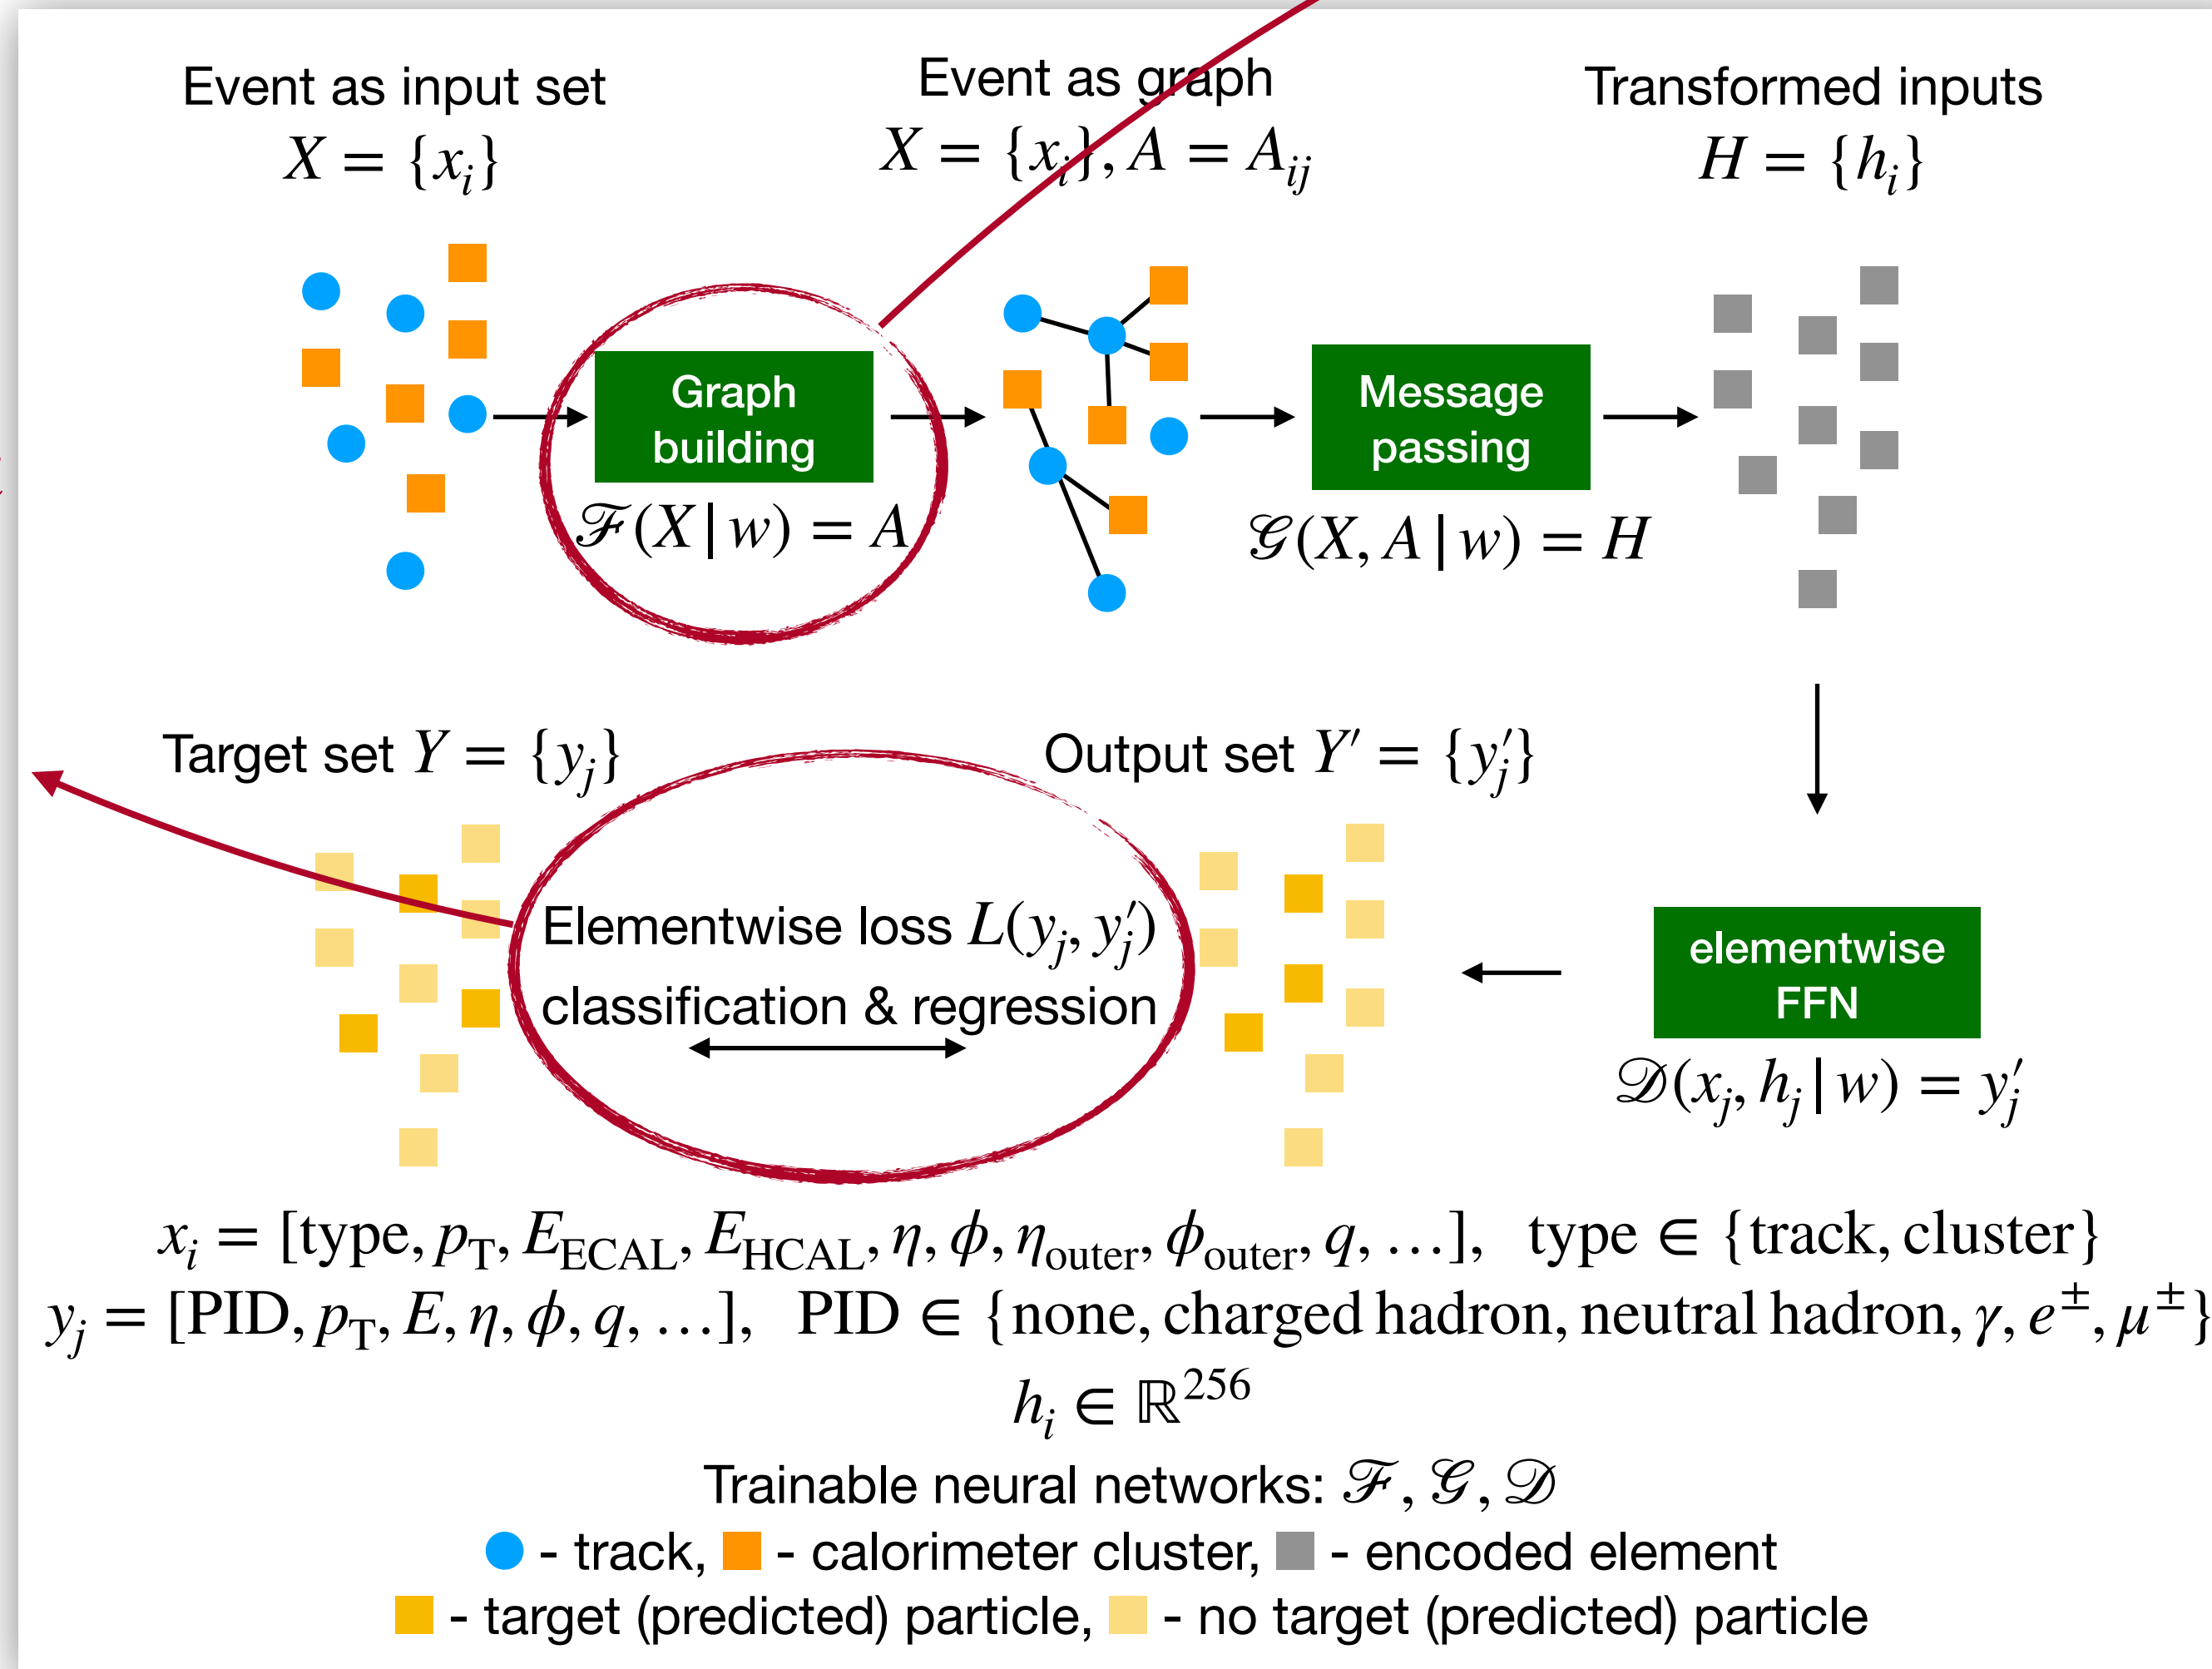 Event as input set
X = {x_i}
Event as graph
X = {x_i}, A = A_{ij}
Transformed inputs
H = {h_i}
Graph
building
ℱ(X | w) = A
Message
passing
𝒢(X, A | w) = H
Target set Y = {y_j}
Output set Y′ = {y′_j}
Elementwise loss L(y_j, y′_j)
classification & regression
elementwise
FFN
𝒟(x_j, h_j | w) = y′_j
x_i = [type, p_T, E_ECAL, E_HCAL, η, ϕ, η_outer, ϕ_outer, q, …], type ∈ {track, cluster}
y_j = [PID, p_T, E, η, ϕ, q, …], PID ∈ {none, charged hadron, neutral hadron, γ, e^±, μ^±}
h_i ∈ ℝ^256
Trainable neural networks: ℱ, 𝒢, 𝒟
- track, - calorimeter cluster, - encoded element
- target (predicted) particle, - no target (predicted) particle